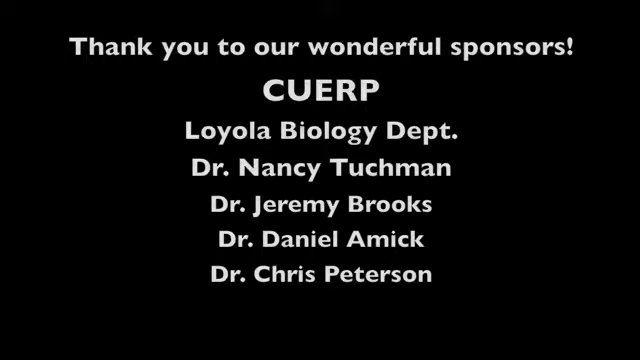 Thank you to our wonderful sponsors!
CUERP
Loyola Biology Dept.
Dr. Nancy Tuchman
Dr. Jeremy Brooks
Dr. Daniel Amick
Dr. Chris Peterson